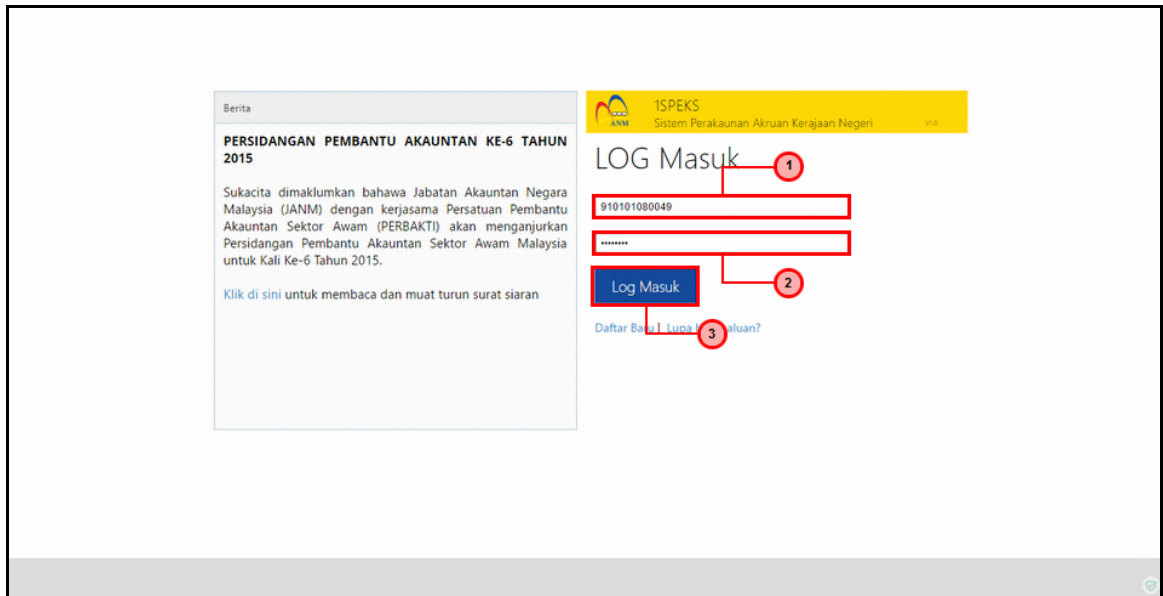 Berita
PERSIDANGAN PEMBANTU AKAUNTAN KE-6 TAHUN
2015
Sukacita dimaklumkan bahawa Jabatan Akauntan Negara
Malaysia (JANM) dengan kerjasama Persatuan Pembantu
Akauntan Sektor Awam (PERBAKTI) akan menganjurkan
Persidangan Pembantu Akauntan Sektor Awam Malaysia
untuk Kali Ke-6 Tahun 2015.
Klik di sini untuk membaca dan muat turun surat siaran
ANM
1SPEKS
Sistem Perakaunan Akruan Kerajaan Negeri
LOG Masuk
1
910101080049
••••••••
2
Log Masuk
Daftar Baru | Lupa
3